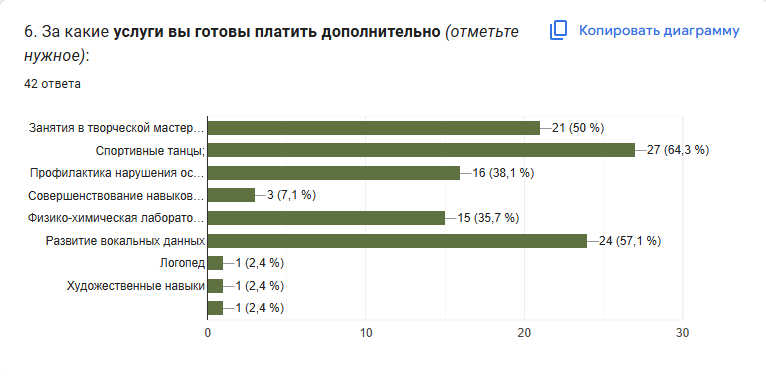 6. За какие услуги вы готовы платить дополнительно (отметьте
нужное):
Копировать диаграмму
42 ответа
Занятия в творческой мастер… 21 (50 %)
Спортивные танцы; 27 (64,3 %)
Профилактика нарушения ос… 16 (38,1 %)
Совершенствование навыков… 3 (7,1 %)
Физико-химическая лаборато… 15 (35,7 %)
Развитие вокальных данных 24 (57,1 %)
Логопед 1 (2,4 %)
Художественные навыки 1 (2,4 %)
1 (2,4 %)
0 10 20 30